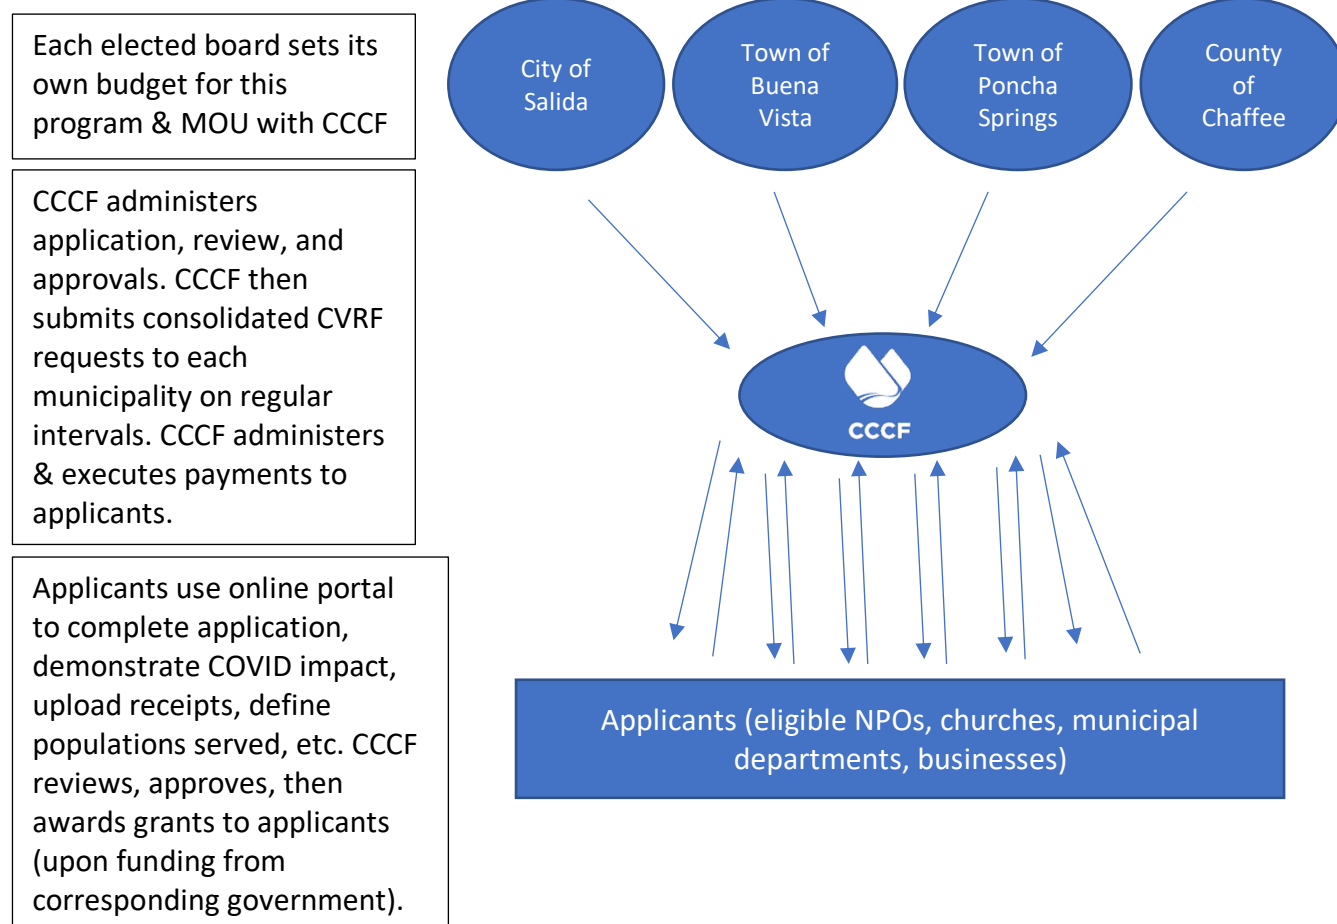 Each elected board sets its
own budget for this
program & MOU with CCCF
City of
Salida
Town of
Buena
Vista
Town of
Poncha
Springs
County
of
Chaffee
CCCF administers
application, review, and
approvals. CCCF then
submits consolidated CVRF
requests to each
municipality on regular
intervals. CCCF administers
& executes payments to
applicants.
CCCF
Applicants use online portal
to complete application,
demonstrate COVID impact,
upload receipts, define
populations served, etc. CCCF
reviews, approves, then
awards grants to applicants
(upon funding from
corresponding government).
Applicants (eligible NPOs, churches, municipal
departments, businesses)